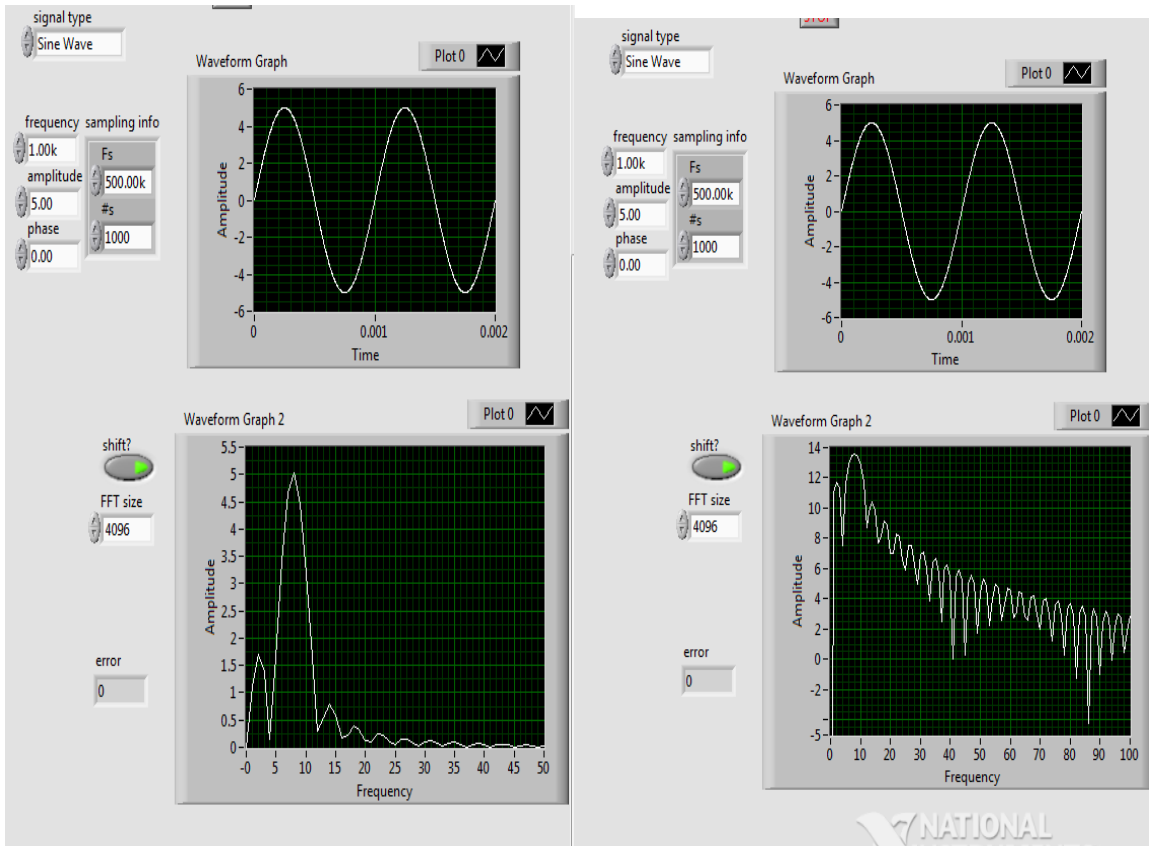 signal type
Sine Wave
Waveform Graph
Plot 0
frequency
sampling info
1.00k
Fs
amplitude
500.00k
5.00
#s
phase
1000
0.00
Amplitude
6
4
2
0
-2
-4
-6
0
0.001
0.002
Time
Waveform Graph 2
Plot 0
shift?
FFT size
4096
error
0
Amplitude
5.5
5
4.5
4
3.5
3
2.5
2
1.5
1
0.5
0
-0
5
10
15
20
25
30
35
40
45
50
Frequency
STOP
signal type
Sine Wave
Waveform Graph
Plot 0
frequency
sampling info
1.00k
Fs
amplitude
500.00k
5.00
#s
phase
1000
0.00
Amplitude
6
4
2
0
-2
-4
-6
0
0.001
0.002
Time
Waveform Graph 2
Plot 0
shift?
FFT size
4096
error
0
Amplitude
14
12
10
8
6
4
2
0
-2
-5
0
10
20
30
40
50
60
70
80
90
100
Frequency
NATIONAL